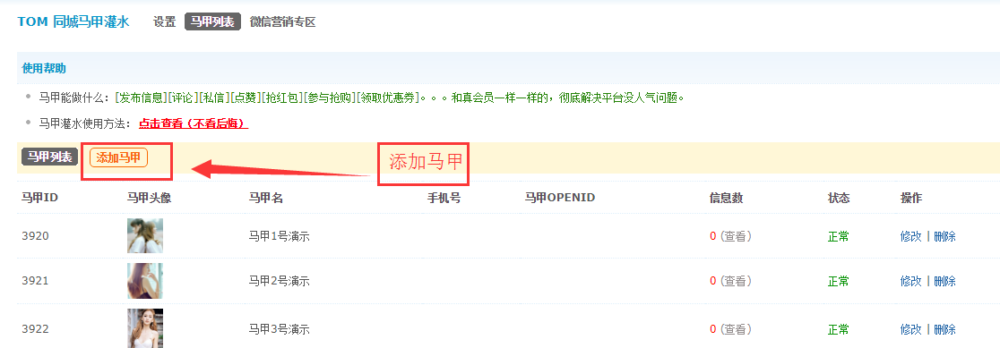 TOM 同城马甲灌水 设置 马甲列表 微信营销专区
使用帮助
马甲能做什么：[发布信息][评论][私信][点赞][抢红包][参与抢购][领取优惠券]。。。和真会员一样一样的，彻底解决平台没人气问题。
马甲灌水使用方法： 点击查看（不看后悔）
马甲列表 添加马甲 添加马甲
马甲ID 马甲头像 马甲名 手机号 马甲OPENID 信息数 状态 操作
3920 马甲1号演示 0 (查看) 正常 修改 | 删除
3921 马甲2号演示 0 (查看) 正常 修改 | 删除
3922 马甲3号演示 0 (查看) 正常 修改 | 删除